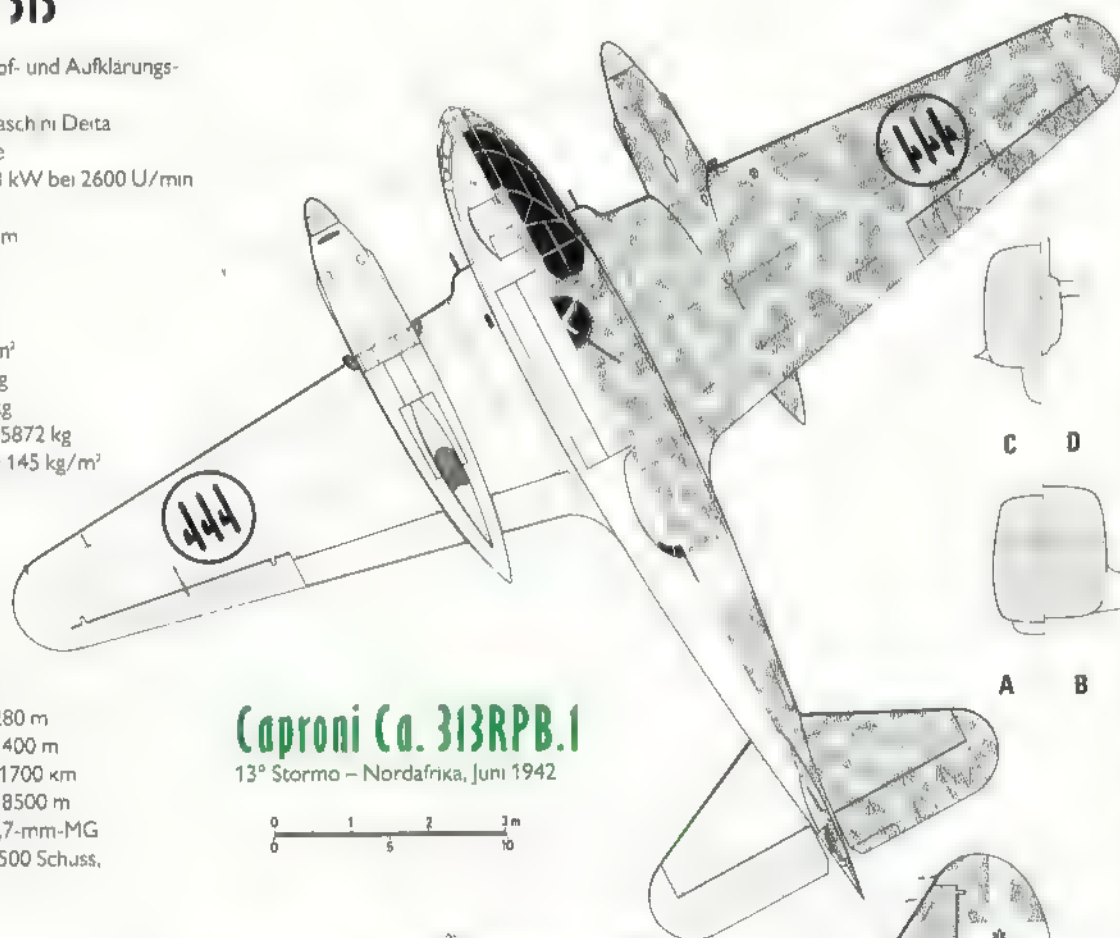 of- und Aufklärungs-
Delta
kW bei 2600 U/min
m
m²
g
kg
5872 kg
145 kg/m²
280 m
400 m
1700 km
8500 m
,7-mm-MG
500 Schuss,
Caproni Ca. 313RPB.1
13° Stormo – Nordafrika, Juni 1942
0 1 2 3 m
0 5 10
C D
A B